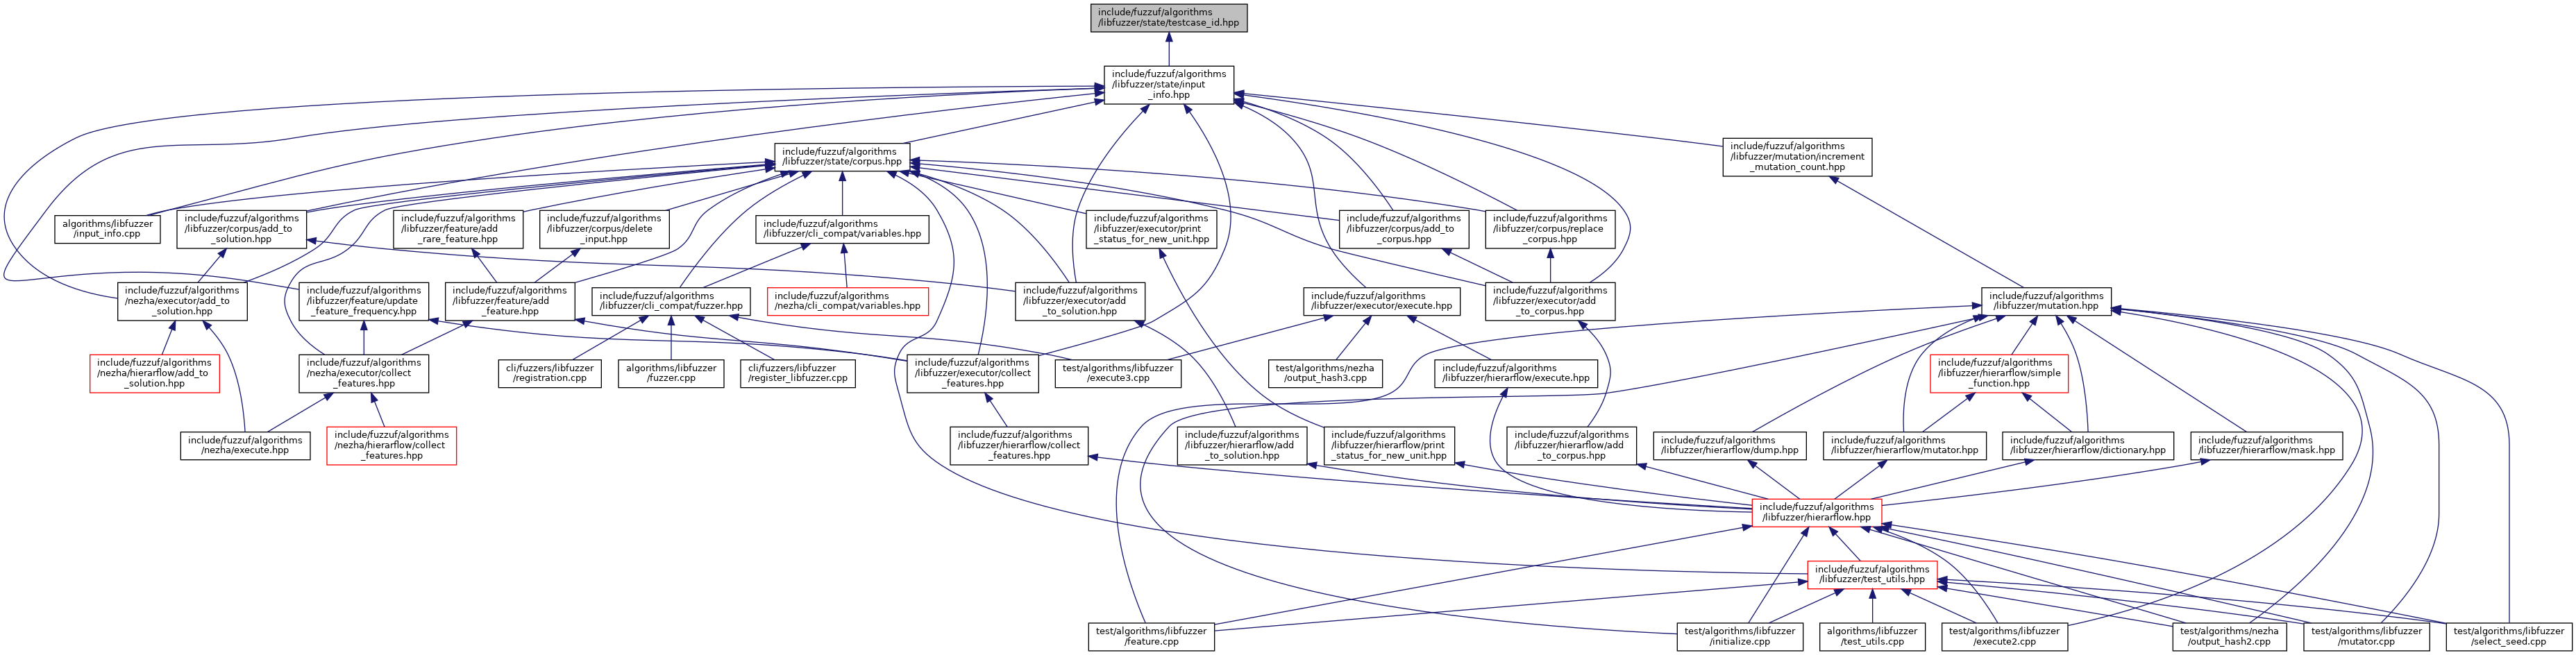 include/fuzzuf/algorithms
/libfuzzer/state/testcase_id.hpp
include/fuzzuf/algorithms
/libfuzzer/state/input
_info.hpp
include/fuzzuf/algorithms
/libfuzzer/mutation/increment
_mutation_count.hpp
include/fuzzuf/algorithms
/libfuzzer/state/corpus.hpp
algorithms/libfuzzer
/input_info.cpp
include/fuzzuf/algorithms
/libfuzzer/corpus/add_to
_solution.hpp
include/fuzzuf/algorithms
/libfuzzer/feature/add
_rare_feature.hpp
include/fuzzuf/algorithms
/libfuzzer/corpus/delete
_input.hpp
include/fuzzuf/algorithms
/libfuzzer/cli_compat/variables.hpp
include/fuzzuf/algorithms
/libfuzzer/executor/print
_status_for_new_unit.hpp
include/fuzzuf/algorithms
/libfuzzer/corpus/add_to
_corpus.hpp
include/fuzzuf/algorithms
/libfuzzer/corpus/replace
_corpus.hpp
include/fuzzuf/algorithms
/nezha/executor/add_to
_solution.hpp
include/fuzzuf/algorithms
/libfuzzer/feature/update
_feature_frequency.hpp
include/fuzzuf/algorithms
/libfuzzer/feature/add
_feature.hpp
include/fuzzuf/algorithms
/libfuzzer/cli_compat/fuzzer.hpp
include/fuzzuf/algorithms
/nezha/cli_compat/variables.hpp
include/fuzzuf/algorithms
/libfuzzer/executor/add
_to_solution.hpp
include/fuzzuf/algorithms
/libfuzzer/executor/execute.hpp
include/fuzzuf/algorithms
/libfuzzer/executor/add
_to_corpus.hpp
include/fuzzuf/algorithms
/libfuzzer/mutation.hpp
include/fuzzuf/algorithms
/nezha/hierarflow/add_to
_solution.hpp
include/fuzzuf/algorithms
/nezha/executor/collect
_features.hpp
cli/fuzzers/libfuzzer
/registration.cpp
algorithms/libfuzzer
/fuzzer.cpp
cli/fuzzers/libfuzzer
/register_libfuzzer.cpp
include/fuzzuf/algorithms
/libfuzzer/executor/collect
_features.hpp
test/algorithms/libfuzzer
/execute3.cpp
test/algorithms/nezha
/output_hash3.cpp
include/fuzzuf/algorithms
/libfuzzer/hierarflow/execute.hpp
include/fuzzuf/algorithms
/libfuzzer/hierarflow/simple
_function.hpp
include/fuzzuf/algorithms
/nezha/execute.hpp
include/fuzzuf/algorithms
/nezha/hierarflow/collect
_features.hpp
include/fuzzuf/algorithms
/libfuzzer/hierarflow/collect
_features.hpp
include/fuzzuf/algorithms
/libfuzzer/hierarflow/add
_to_solution.hpp
include/fuzzuf/algorithms
/libfuzzer/hierarflow/print
_status_for_new_unit.hpp
include/fuzzuf/algorithms
/libfuzzer/hierarflow/add
_to_corpus.hpp
include/fuzzuf/algorithms
/libfuzzer/hierarflow/dump.hpp
include/fuzzuf/algorithms
/libfuzzer/hierarflow/mutator.hpp
include/fuzzuf/algorithms
/libfuzzer/hierarflow/dictionary.hpp
include/fuzzuf/algorithms
/libfuzzer/hierarflow/mask.hpp
include/fuzzuf/algorithms
/libfuzzer/hierarflow.hpp
include/fuzzuf/algorithms
/libfuzzer/test_utils.hpp
test/algorithms/libfuzzer
/feature.cpp
test/algorithms/libfuzzer
/initialize.cpp
algorithms/libfuzzer
/test_utils.cpp
test/algorithms/libfuzzer
/execute2.cpp
test/algorithms/nezha
/output_hash2.cpp
test/algorithms/libfuzzer
/mutator.cpp
test/algorithms/libfuzzer
/select_seed.cpp